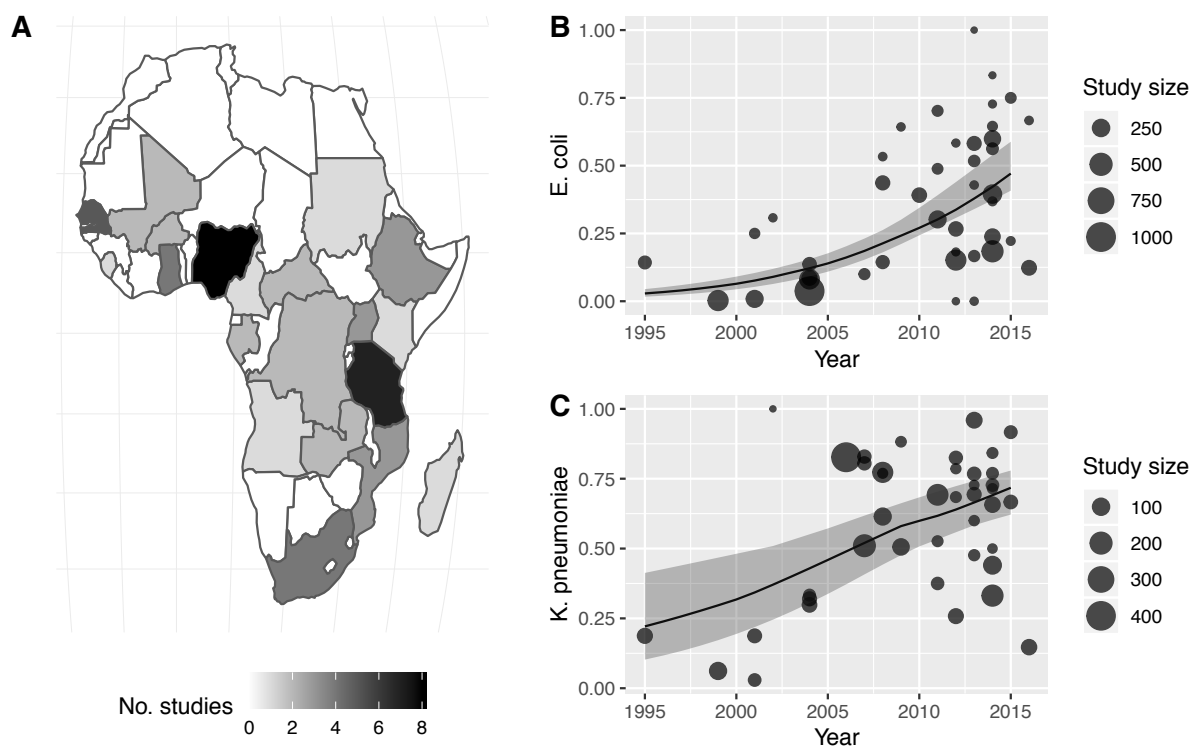 A
No. studies
0 2 4 6 8
B
E. coli
1.00
0.75
0.50
0.25
0.00
1995 2000 2005 2010 2015
Year
Study size
250
500
750
1000
C
K. pneumoniae
1.00
0.75
0.50
0.25
0.00
1995 2000 2005 2010 2015
Year
Study size
100
200
300
400